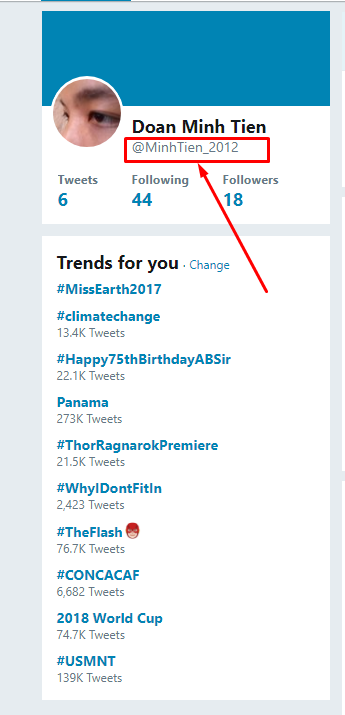 Doan Minh Tien
@MinhTien_2012
Tweets Following Followers
6 44 18
Trends for you · Change
#MissEarth2017
#climatechange
13.4K Tweets
#Happy75thBirthdayABSir
22.1K Tweets
Panama
273K Tweets
#ThorRagnarokPremiere
21.5K Tweets
#WhyIDontFitIn
2,423 Tweets
#TheFlash
76.7K Tweets
#CONCACAF
6,682 Tweets
2018 World Cup
74.7K Tweets
#USMNT
139K Tweets